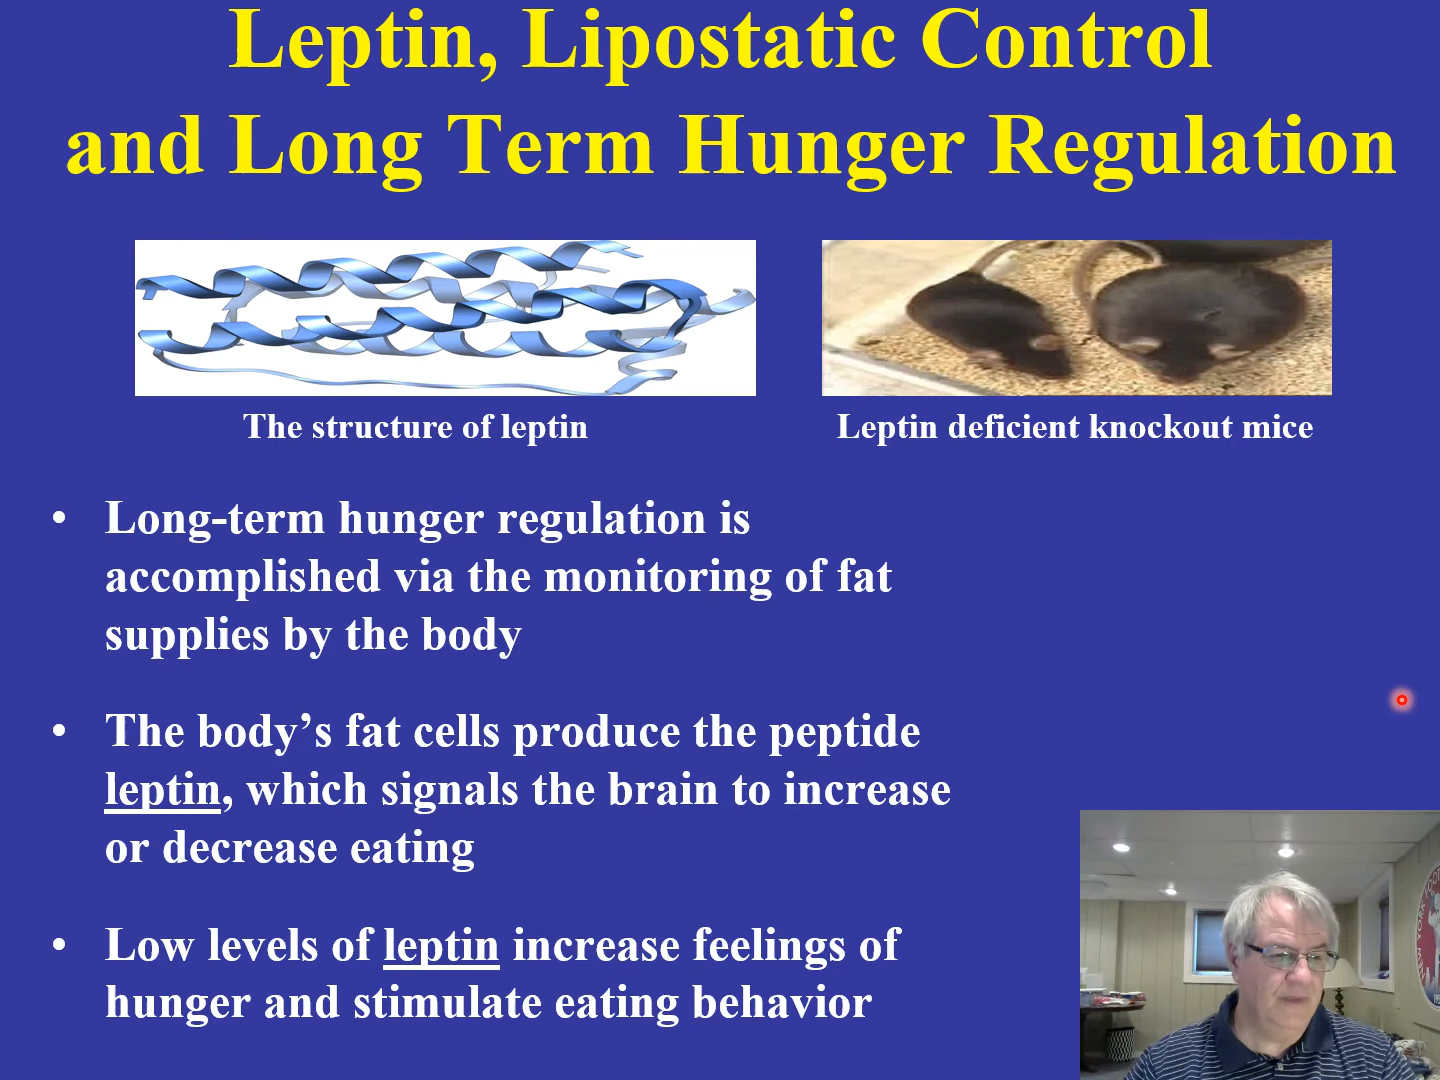 Leptin, Lipostatic Control
and Long Term Hunger Regulation
The structure of leptin
Leptin deficient knockout mice
• Long-term hunger regulation is
accomplished via the monitoring of fat
supplies by the body
• The body’s fat cells produce the peptide
leptin, which signals the brain to increase
or decrease eating
• Low levels of leptin increase feelings of
hunger and stimulate eating behavior